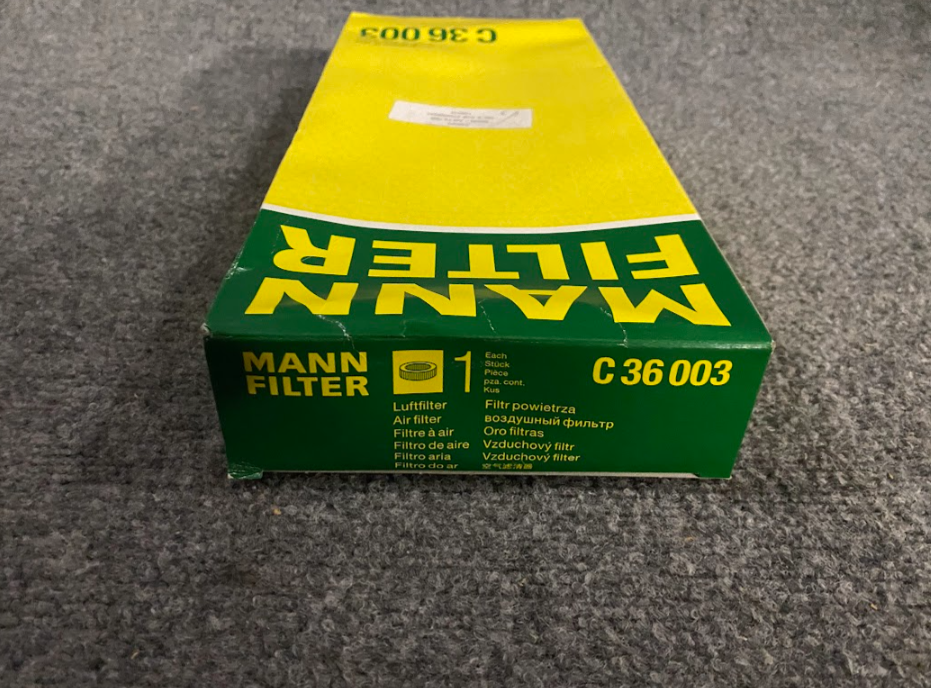 C 36 003
MANN
FILTER
MANN
FILTER
1
Each
Stück
Pièce
pza. cont.
Kus
C 36 003
Luftfilter
Air filter
Filtre à air
Filtro de aire
Filtro aria
Filtro do ar
Filtr powietrza
воздушный фильтр
Oro filtras
Vzduchový filtr
Vzduchový filter
空气滤清器